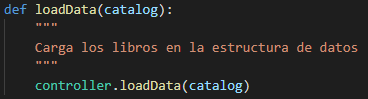 def loadData(catalog):
    """
    Carga los libros en la estructura de datos
    """
    controller.loadData(catalog)